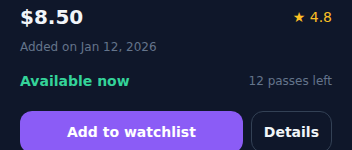 $8.50 ★ 4.8
Added on Jan 12, 2026
Available now 12 passes left
Add to watchlist Details